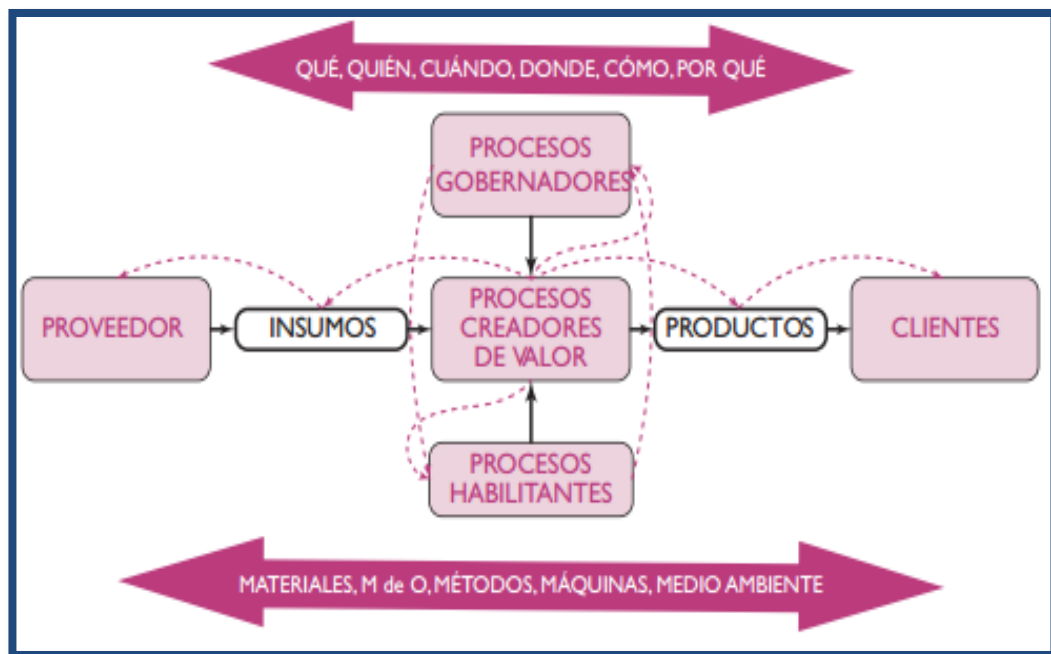 QUÉ, QUIÉN, CUÁNDO, DONDE, CÓMO, POR QUÉ
PROCESOS
GOBERNADORES
PROVEEDOR
INSUMOS
PROCESOS
CREADORES
DE VALOR
PRODUCTOS
CLIENTES
PROCESOS
HABILITANTES
MATERIALES, M de O, MÉTODOS, MÁQUINAS, MEDIO AMBIENTE